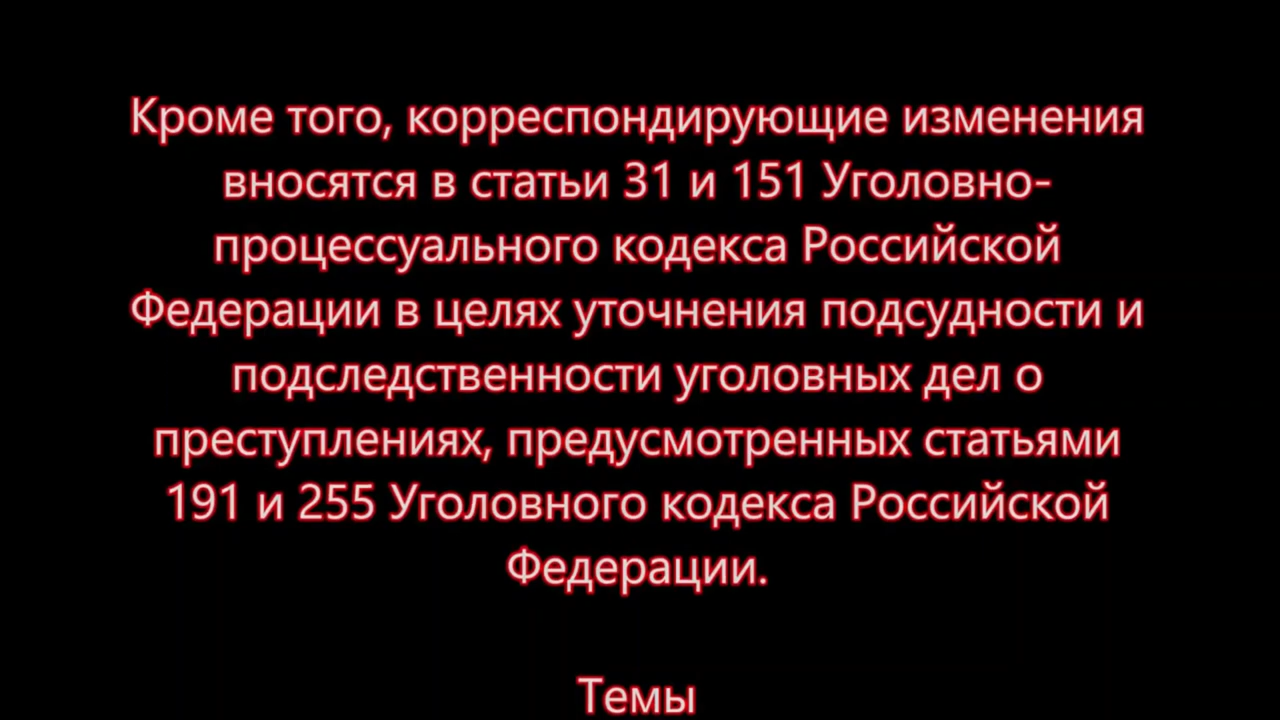 Кроме того, корреспондирующие изменения
вносятся в статьи 31 и 151 Уголовно-
процессуального кодекса Российской
Федерации в целях уточнения подсудности и
подследственности уголовных дел о
преступлениях, предусмотренных статьями
191 и 255 Уголовного кодекса Российской
Федерации.
Темы